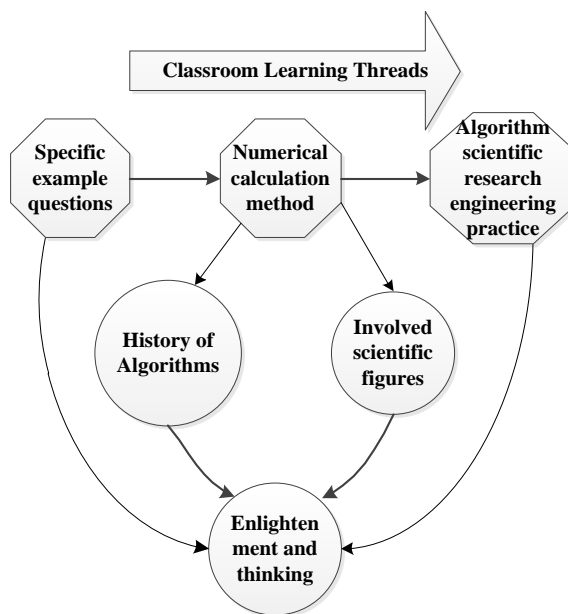 Classroom Learning Threads
Specific
example
questions
Numerical
calculation
method
Algorithm
scientific
research
engineering
practice
History of
Algorithms
Involved
scientific
figures
Enlighten
ment and
thinking